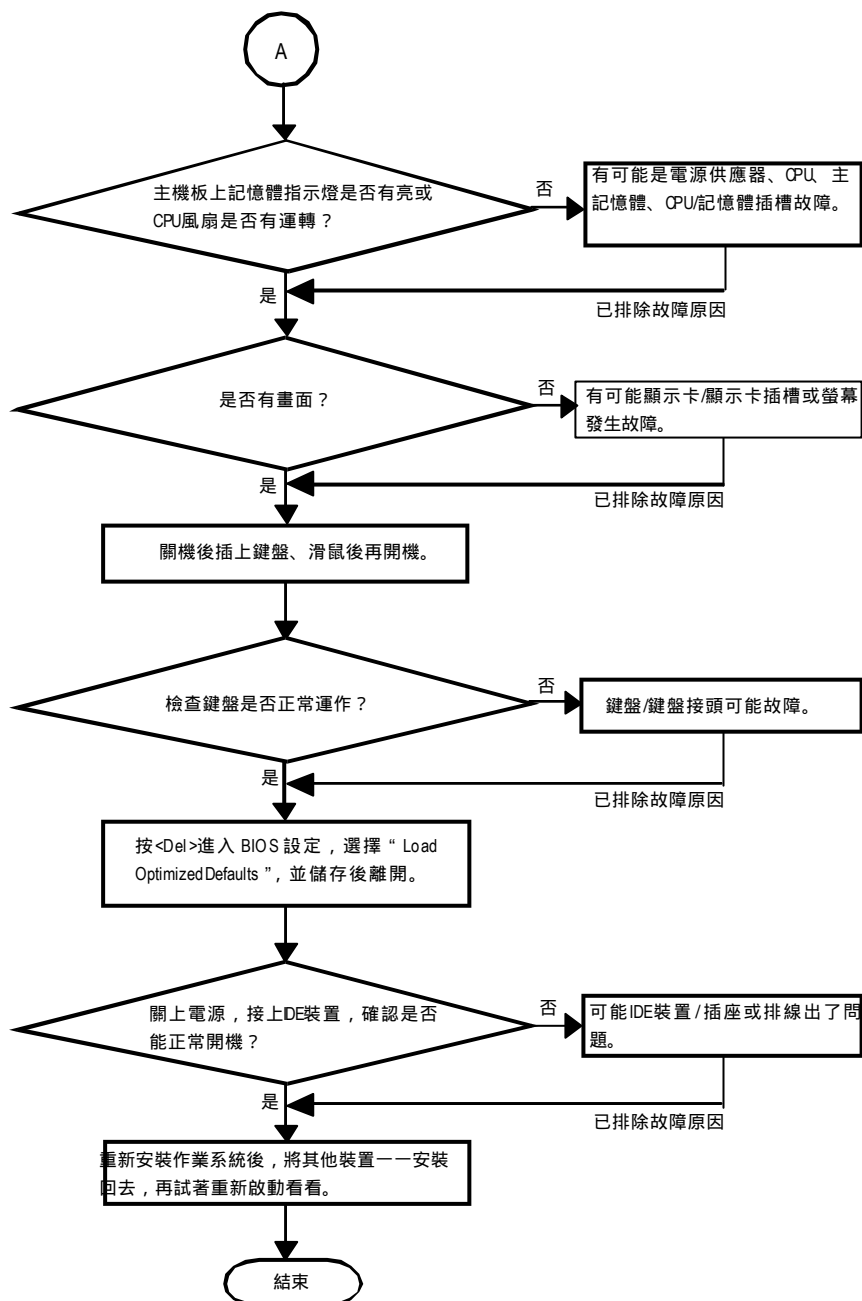 A
主機板上記憶體指示燈是否有亮或
CPU風扇是否有運轉？
否
有可能是電源供應器、CPU、主
記憶體、CPU/記憶體插槽故障。
是
已排除故障原因
是否有畫面？
否
有可能顯示卡/顯示卡插槽或螢幕
發生故障。
是
已排除故障原因
關機後插上鍵盤、滑鼠後再開機。
檢查鍵盤是否正常運作？
否
鍵盤/鍵盤接頭可能故障。
是
已排除故障原因
按<Del>進入 BIOS 設定，選擇 “ Load
Optimized Defaults ”，並儲存後離開。
關上電源，接上IDE裝置，確認是否
能正常開機？
否
可能IDE裝置 / 插座或排線出了問
題。
是
已排除故障原因
重新安裝作業系統後，將其他裝置一一安裝
回去，再試著重新啟動看看。
結束